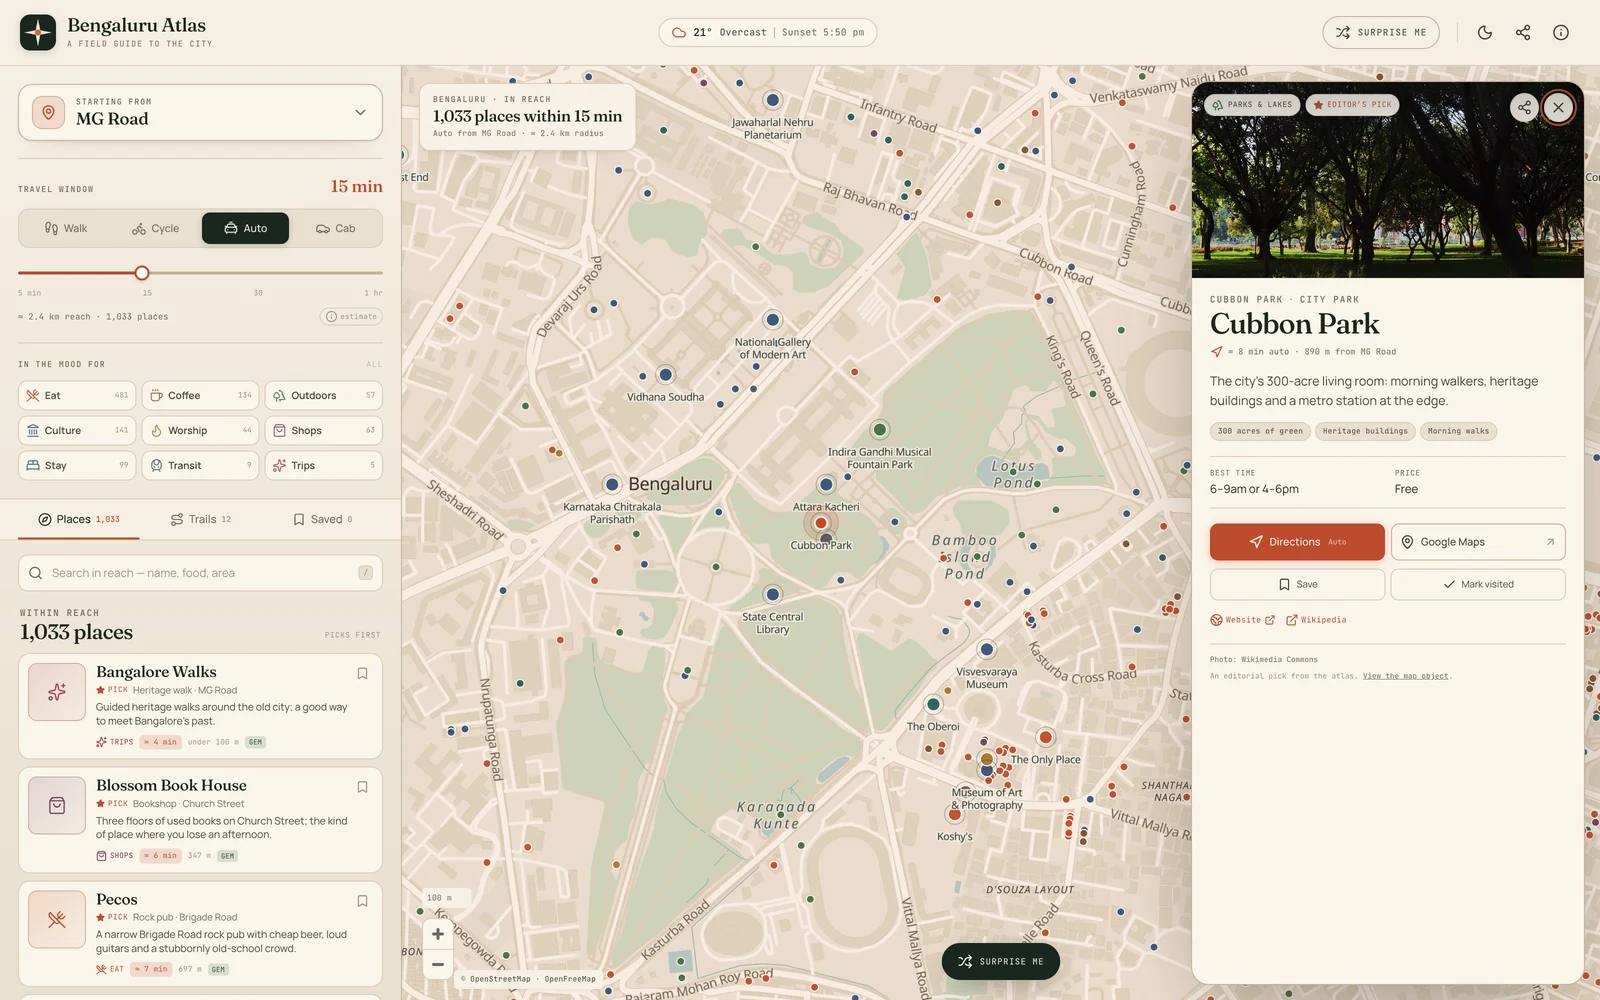 Bengaluru Atlas
A FIELD GUIDE TO THE CITY
21° Overcast | Sunset 5:50 pm
SURPRISE ME
STARTING FROM
MG Road
TRAVEL WINDOW
15 min
Walk
Cycle
Auto
Cab
5 min
15
30
1 hr
≈ 2.4 km reach · 1,033 places
estimate
IN THE MOOD FOR
ALL
Eat 481
Coffee 134
Outdoors 57
Culture 141
Worship 44
Shops 63
Stay 99
Transit 9
Trips 5
Places 1,033
Trails 12
Saved 0
Search in reach — name, food, area
/
WITHIN REACH
1,033 places
PICKS FIRST
Bangalore Walks
PICK Heritage walk · MG Road
Guided heritage walks around the old city; a good way
to meet Bangalore's past.
TRIPS ≈ 4 min under 100 m GEM
Blossom Book House
PICK Bookshop · Church Street
Three floors of used books on Church Street; the kind
of place where you lose an afternoon.
SHOPS ≈ 6 min 347 m GEM
Pecos
PICK Rock pub · Brigade Road
A narrow Brigade Road rock pub with cheap beer, loud
guitars and a stubbornly old-school crowd.
EAT ≈ 7 min 697 m GEM
BENGALURU · IN REACH
1,033 places within 15 min
Auto from MG Road · ≈ 2.4 km radius
st End
Jawaharlal Nehru
Planetarium
Infantry Road
Venkataswamy Naidu Road
Raj Bhavan Road
Cunningham Road
Cubbon Road
Cubb
Devaraj Urs Road
National Gallery
of Modern Art
King's Road
Queen's Road
Vidhana Soudha
Indira Gandhi Musical
Fountain Park
Lotus
Pond
Bengaluru
Karnataka Chitrakala
Parishath
Attara Kacheri
Cubbon Park
Sheshadri Road
Bamboo
Island
Pond
State Central
Library
Visvesvaraya
Museum
Kasturba Cross Road
Stat
Nrupatunga Road
The Oberoi
The Only Place
Museum of Art
& Photography
SHANTHA
NAGA
Karagada
Kunte
Koshy's
Vittal Mallya R
D'SOUZA LAYOUT
Vittal Mallya Road
Kasturba Road
ale Road
Rajaram Mohan Roy Road
100 m
+
−
© OpenStreetMap · OpenFreeMap
SURPRISE ME
PARKS & LAKES
EDITOR'S PICK
CUBBON PARK · CITY PARK
Cubbon Park
≈ 8 min auto · 890 m from MG Road
The city's 300-acre living room: morning walkers, heritage
buildings and a metro station at the edge.
300 acres of green
Heritage buildings
Morning walks
BEST TIME
6–9am or 4–6pm
PRICE
Free
Directions Auto
Google Maps
Save
Mark visited
Website
Wikipedia
Photo: Wikimedia Commons
An editorial pick from the atlas. View the map object.